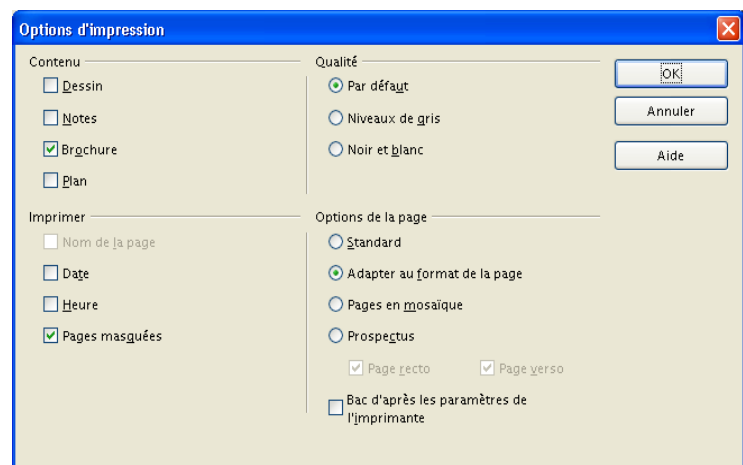 Options d'impression
Contenu
Dessin
Notes
Brochure
Plan
Qualité
Par défaut
Niveaux de gris
Noir et blanc
OK
Annuler
Aide
Imprimer
Nom de la page
Date
Heure
Pages masquées
Options de la page
Standard
Adapter au format de la page
Pages en mosaïque
Prospectus
Page recto Page verso
Bac d'après les paramètres de
l'imprimante